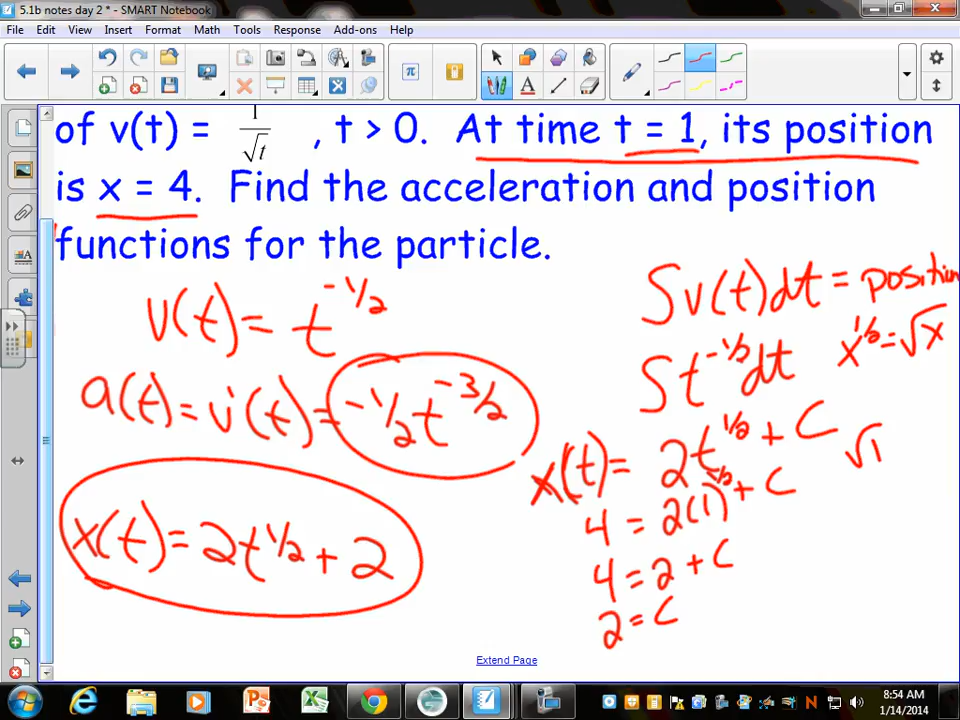 5.1b notes day 2 * - SMART Notebook
File Edit View Insert Format Math Tools Response Add-ons Help
of v(t) = 1/√t , t > 0. At time t = 1, its position
is x = 4. Find the acceleration and position
functions for the particle.
v(t) = t^-1/2
∫v(t)dt = position
x^1/2 = √x
∫t^-1/2 dt
a(t) = v'(t) = -1/2 t^-3/2
x(t) = 2t^1/2 + C
√1
4 = 2(1)^1/2 + C
x(t) = 2t^1/2 + 2
4 = 2 + C
2 = C
Extend Page
8:54 AM
1/14/2014